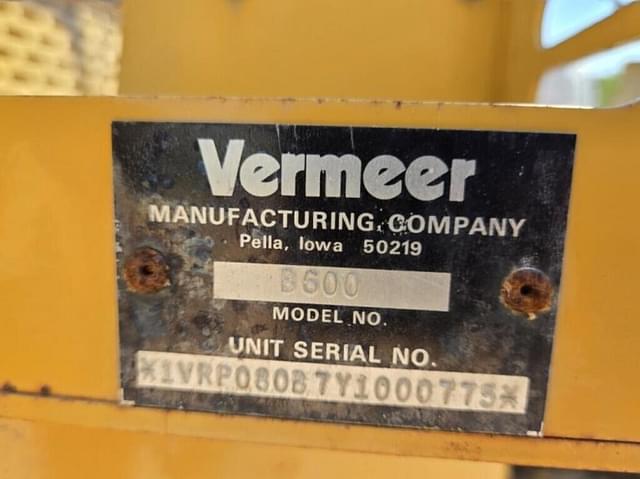 Vermeer
MANUFACTURING COMPANY
Pella, Iowa 50219
B600
MODEL NO.
UNIT SERIAL NO.
*1VRP080B7Y1000775*